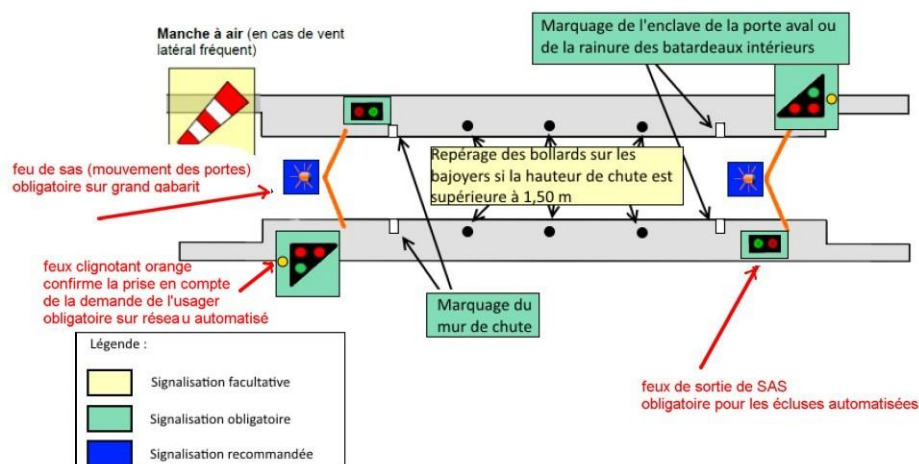 Marquage de l'enclave de la porte aval ou
de la rainure des batardeaux intérieurs
Manche à air (en cas de vent
latéral fréquent)
feu de sas (mouvement des portes)
obligatoire sur grand gabarit
Repérage des bollards sur les
bajoyers si la hauteur de chute est
supérieure à 1,50 m
feux clignotant orange
confirme la prise en compte
de la demande de l'usager
obligatoire sur réseau automatisé
Marquage du
mur de chute
feux de sortie de SAS
obligatoire pour les écluses automatisées
Légende :
Signalisation facultative
Signalisation obligatoire
Signalisation recommandée